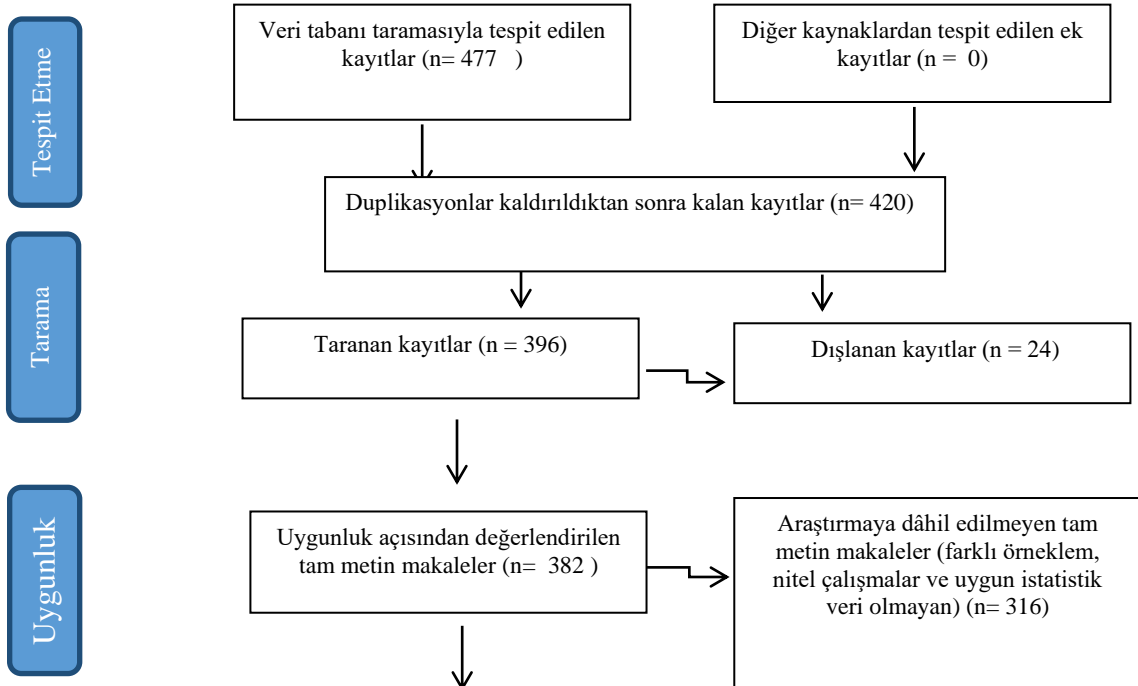 Tespit Etme
Veri tabanı taramasıyla tespit edilen
kayıtlar (n= 477 )
Diğer kaynaklardan tespit edilen ek
kayıtlar (n = 0)
Duplikasyonlar kaldırıldıktan sonra kalan kayıtlar (n= 420)
Tarama
Taranan kayıtlar (n = 396)
Dışlanan kayıtlar (n = 24)
Uygunluk
Uygunluk açısından değerlendirilen
tam metin makaleler (n= 382 )
Araştırmaya dâhil edilmeyen tam
metin makaleler (farklı örneklem,
nitel çalışmalar ve uygun istatistik
veri olmayan) (n= 316)